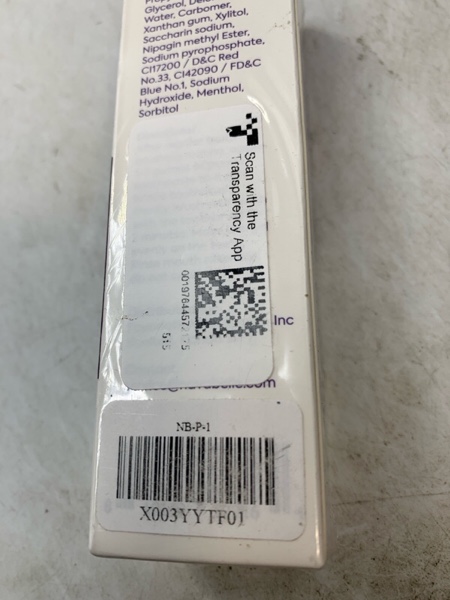 Water, Carbomer,
Xanthan gum, Xylitol,
Saccharin sodium,
Nipagin methyl Ester,
Sodium pyrophosphate,
CI17200 / D&C Red
No.33, CI42090 / FD&C
Blue No.1, Sodium
Hydroxide, Menthol,
Sorbitol
Scan with the
Transparency App
Inc
NB-P-1
X003YYTF01